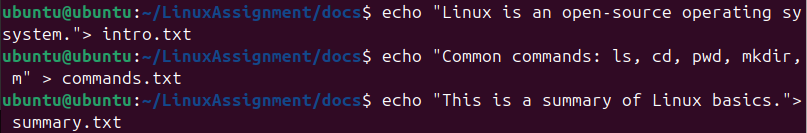 ubuntu@ubuntu:~/LinuxAssignment/docs$ echo "Linux is an open-source operating sy
system."> intro.txt
ubuntu@ubuntu:~/LinuxAssignment/docs$ echo "Common commands: ls, cd, pwd, mkdir,
 m" > commands.txt
ubuntu@ubuntu:~/LinuxAssignment/docs$ echo "This is a summary of Linux basics.">
 summary.txt